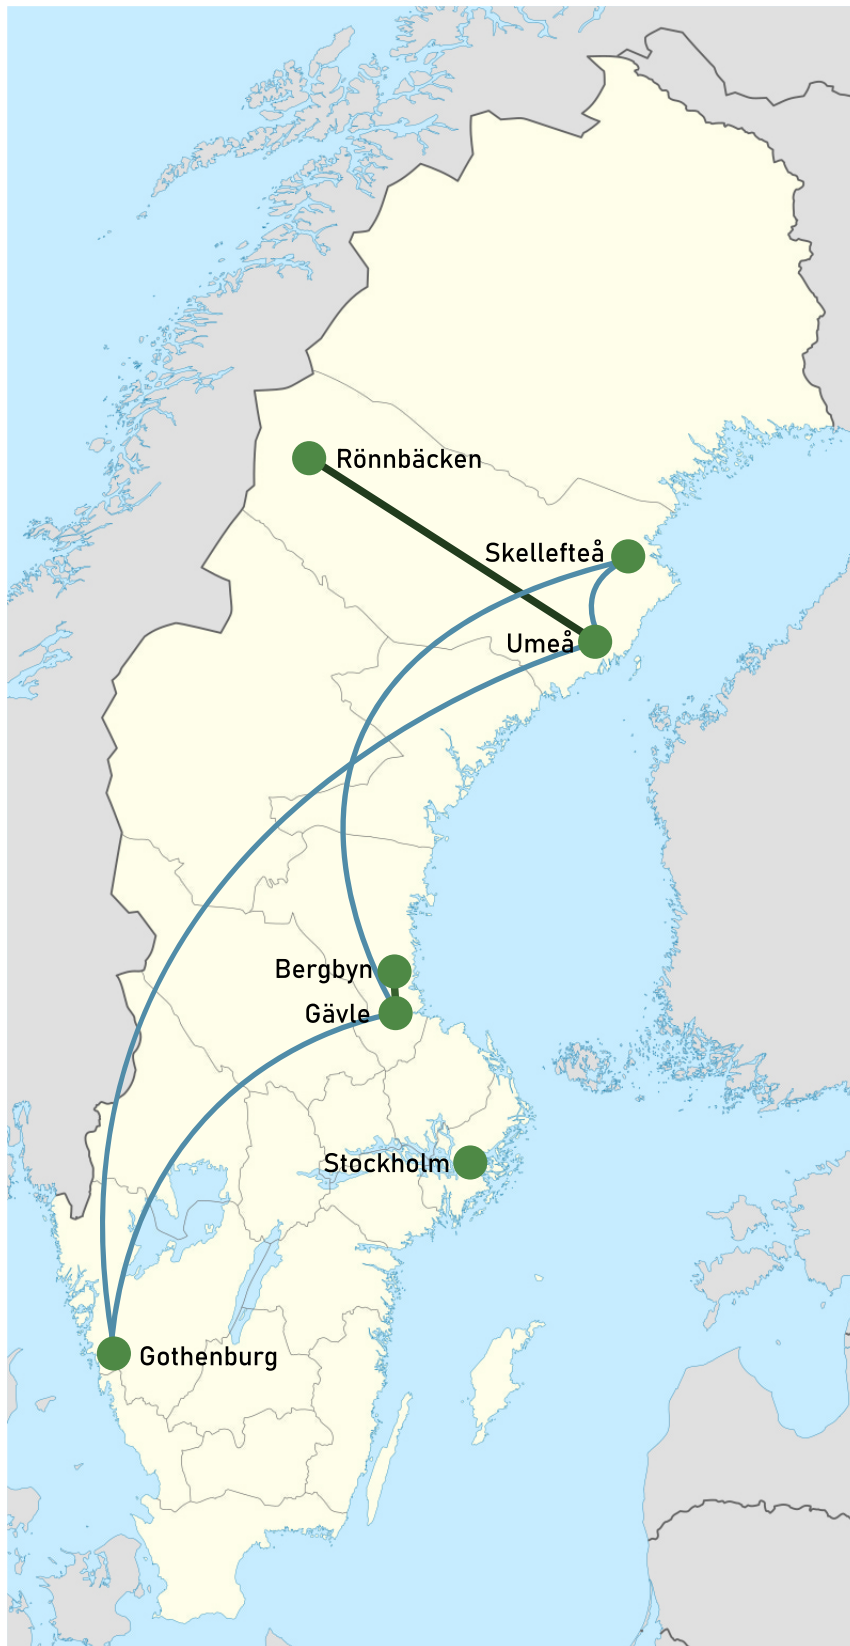 Rönnbäcken
Skellefteå
Umeå
Bergbyn
Gävle
Stockholm
Gothenburg